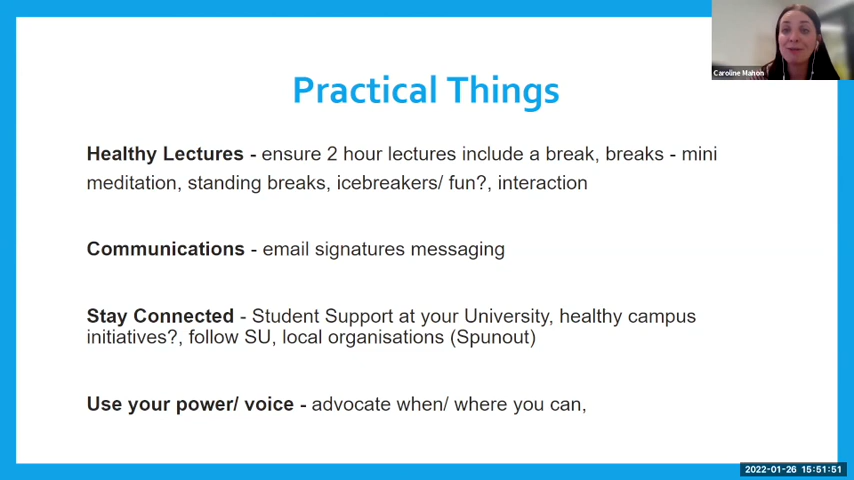 Caroline Mahon
Practical Things
Healthy Lectures - ensure 2 hour lectures include a break, breaks - mini
meditation, standing breaks, icebreakers/ fun?, interaction
Communications - email signatures messaging
Stay Connected - Student Support at your University, healthy campus
initiatives?, follow SU, local organisations (Spunout)
Use your power/ voice - advocate when/ where you can,
2022-01-26 15:51:51